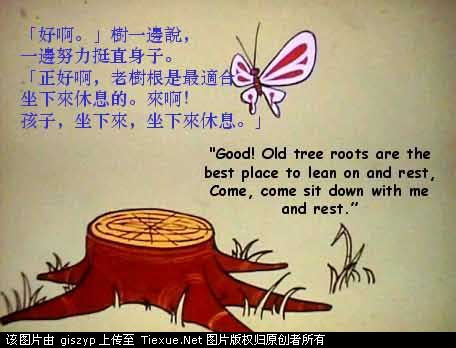 「好啊。」樹一邊說，
一邊努力挺直身子。
「正好啊，老樹根是最適合
坐下來休息的。來啊!
孩子，坐下來，坐下來休息。」
"Good! Old tree roots are the
best place to lean on and rest,
Come, come sit down with me
and rest.”
该图片由 giszyp 上传至 Tiexue.Net 图片版权归原创者所有